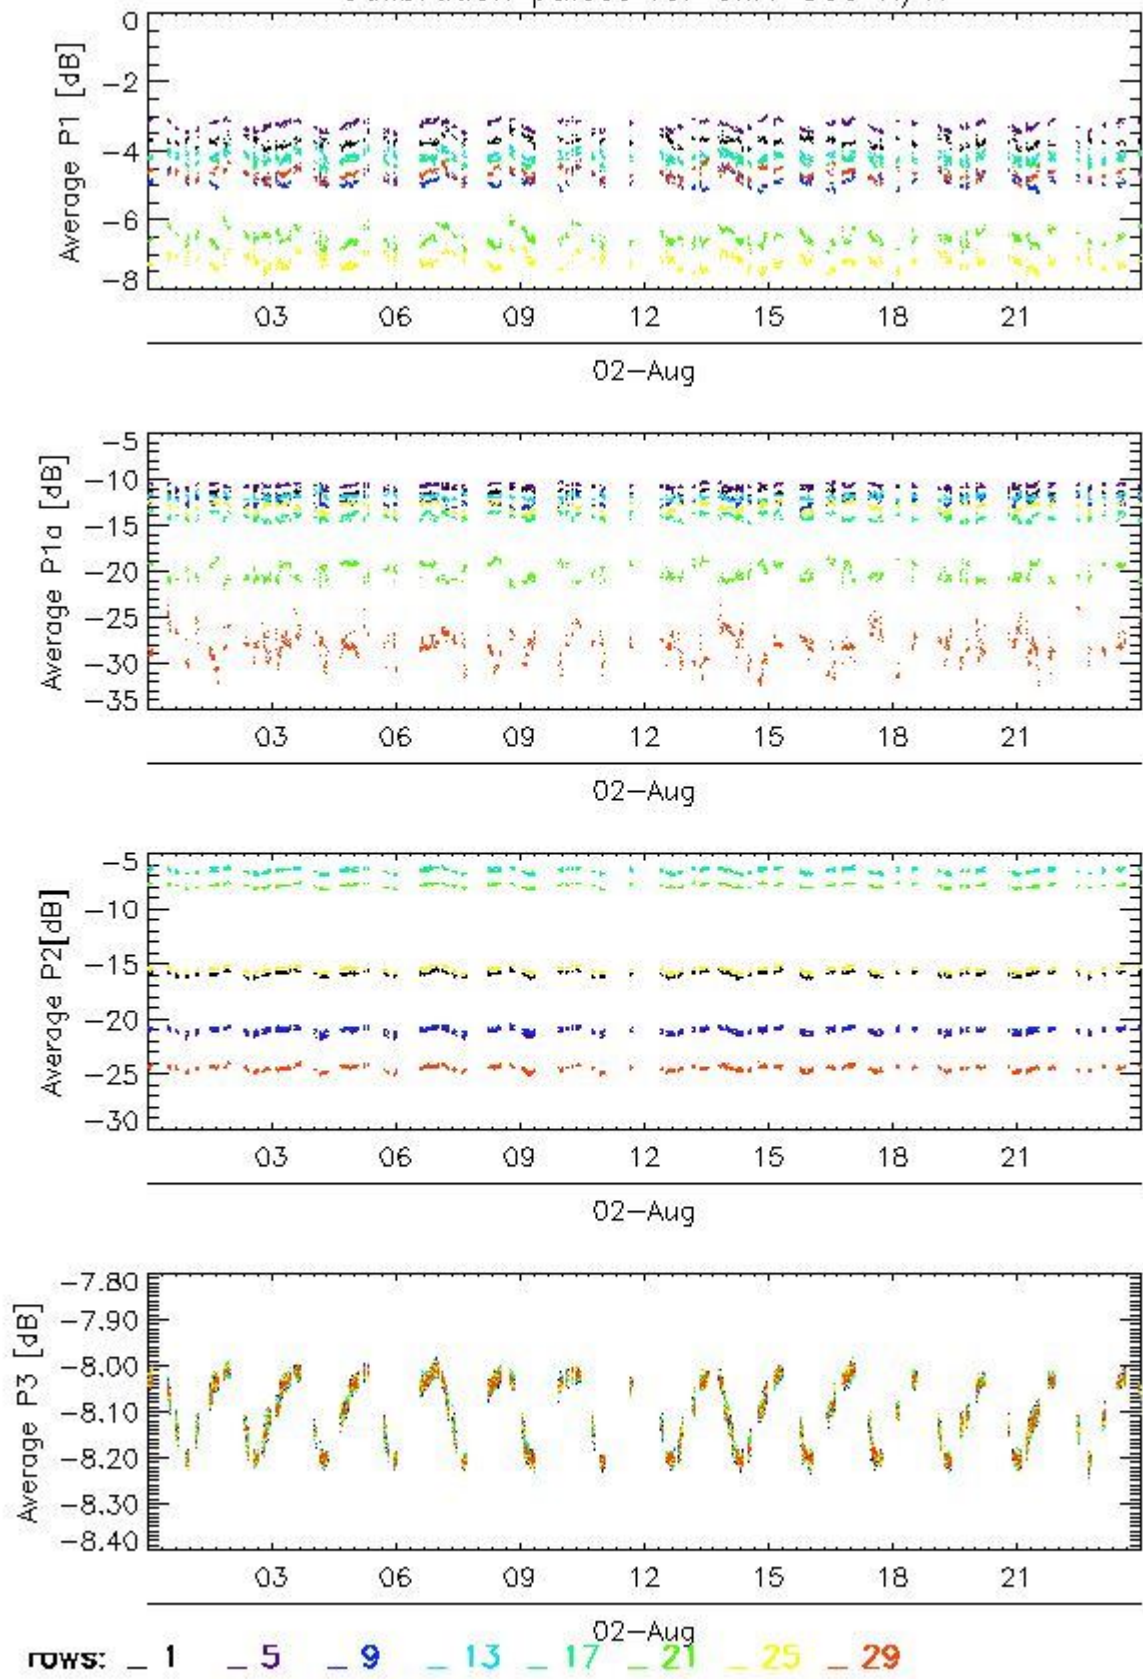 0
-2
-4
-6
-8
Average P1 [dB]
03 06 09 12 15 18 21
02-Aug
-5
-10
-15
-20
-25
-30
-35
Average P1a [dB]
03 06 09 12 15 18 21
02-Aug
-5
-10
-15
-20
-25
-30
Average P2[dB]
03 06 09 12 15 18 21
02-Aug
-7.80
-7.90
-8.00
-8.10
-8.20
-8.30
-8.40
Average P3 [dB]
03 06 09 12 15 18 21
02-Aug
rows: _ 1 _ 5 _ 9 _ 13 _ 17 _ 21 _ 25 _ 29